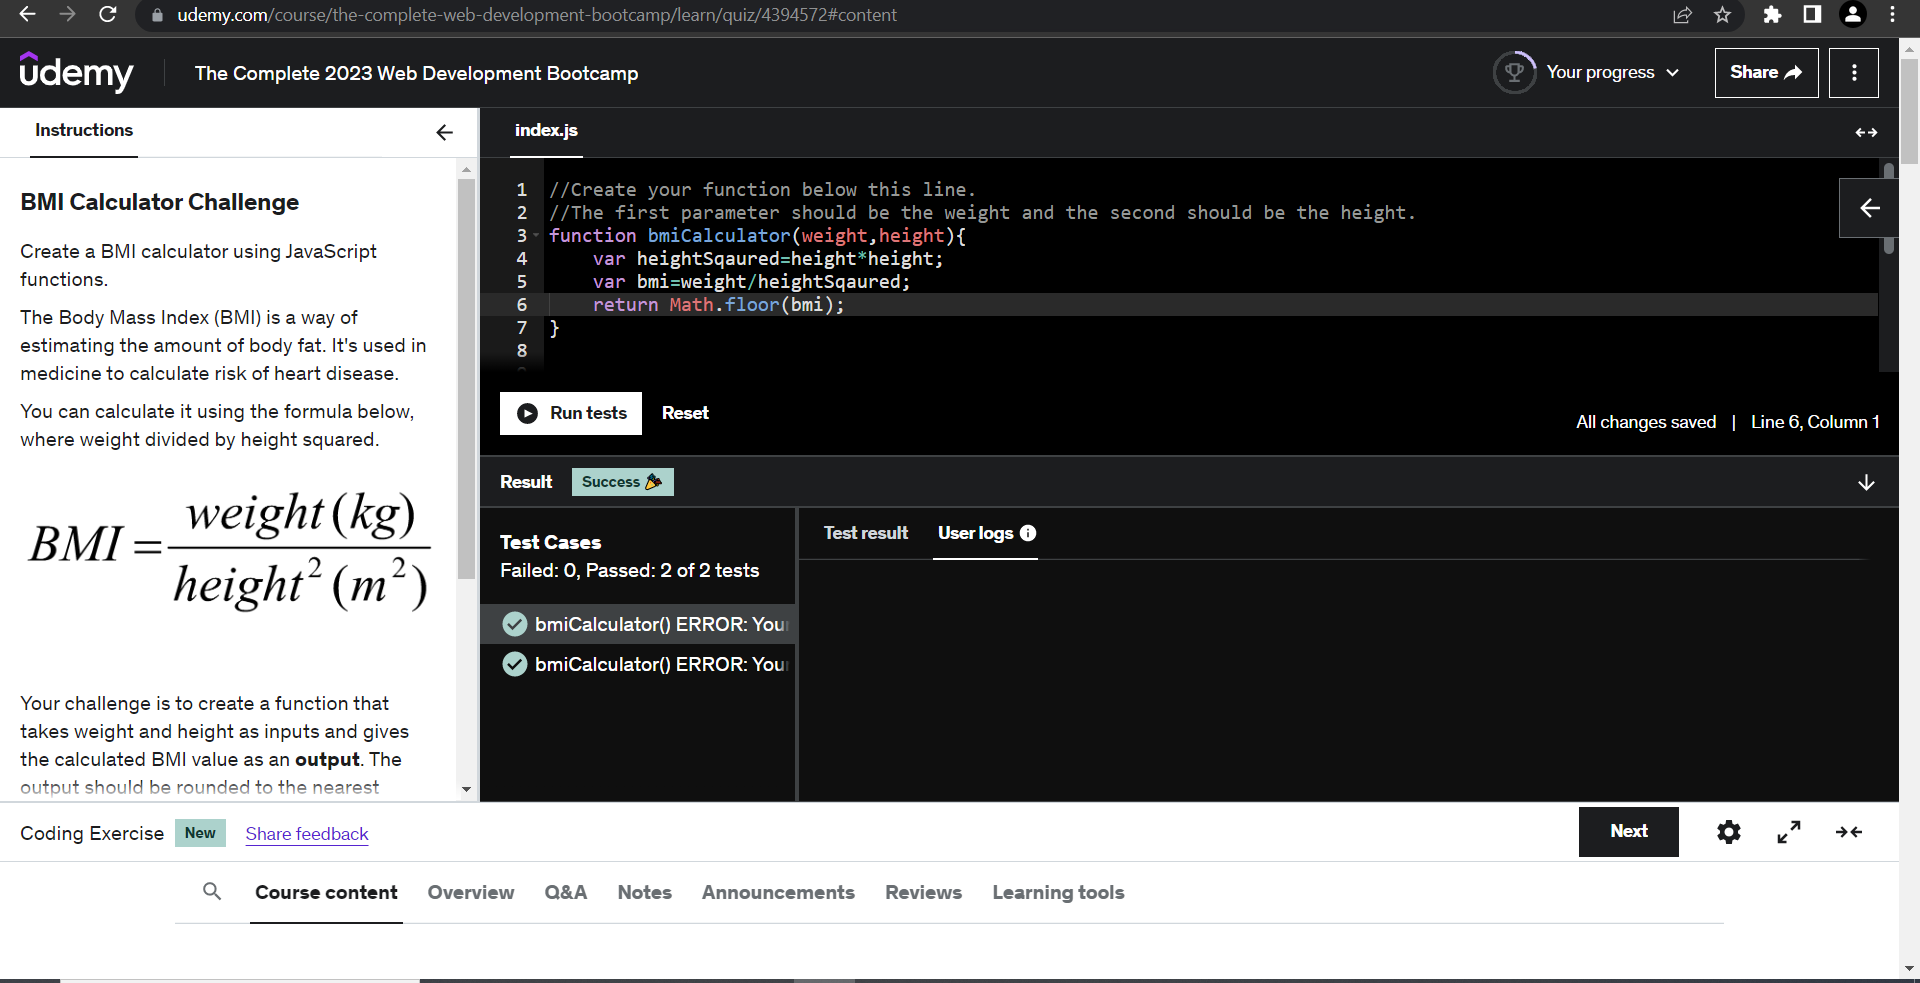 udemy.com/course/the-complete-web-development-bootcamp/learn/quiz/4394572#content
udemy
The Complete 2023 Web Development Bootcamp
Your progress
Share
Instructions
index.js
BMI Calculator Challenge
Create a BMI calculator using JavaScript
functions.
The Body Mass Index (BMI) is a way of
estimating the amount of body fat. It's used in
medicine to calculate risk of heart disease.
You can calculate it using the formula below,
where weight divided by height squared.
BMI = weight (kg)
height² (m²)
Your challenge is to create a function that
takes weight and height as inputs and gives
the calculated BMI value as an output. The
output should be rounded to the nearest
1 //Create your function below this line.
2 //The first parameter should be the weight and the second should be the height.
3 function bmiCalculator(weight,height){
4 var heightSqaured=height*height;
5 var bmi=weight/heightSqaured;
6 return Math.floor(bmi);
7 }
8
Run tests
Reset
All changes saved | Line 6, Column 1
Result
Success
Test Cases
Failed: 0, Passed: 2 of 2 tests
bmiCalculator() ERROR: You
bmiCalculator() ERROR: You
Test result
User logs
Coding Exercise
New
Share feedback
Next
Course content
Overview
Q&A
Notes
Announcements
Reviews
Learning tools